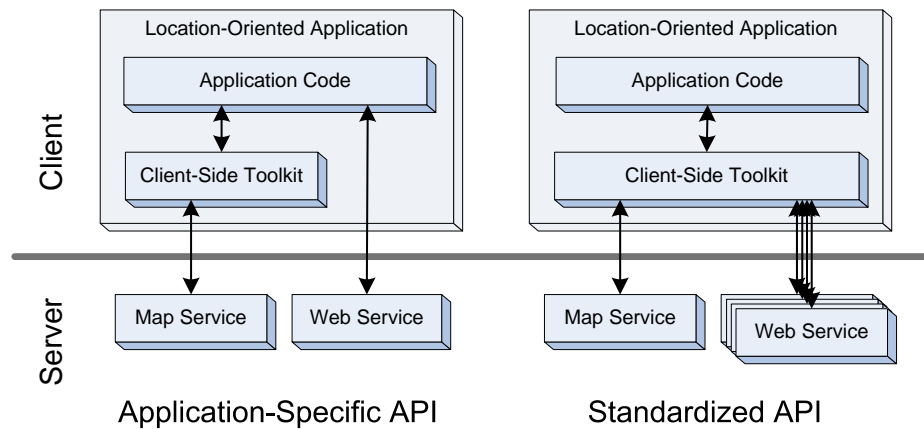 Location-Oriented Application
Application Code
Client-Side Toolkit
Map Service
Web Service
Application-Specific API
Location-Oriented Application
Application Code
Client-Side Toolkit
Map Service
Web Service
Standardized API
Client
Server